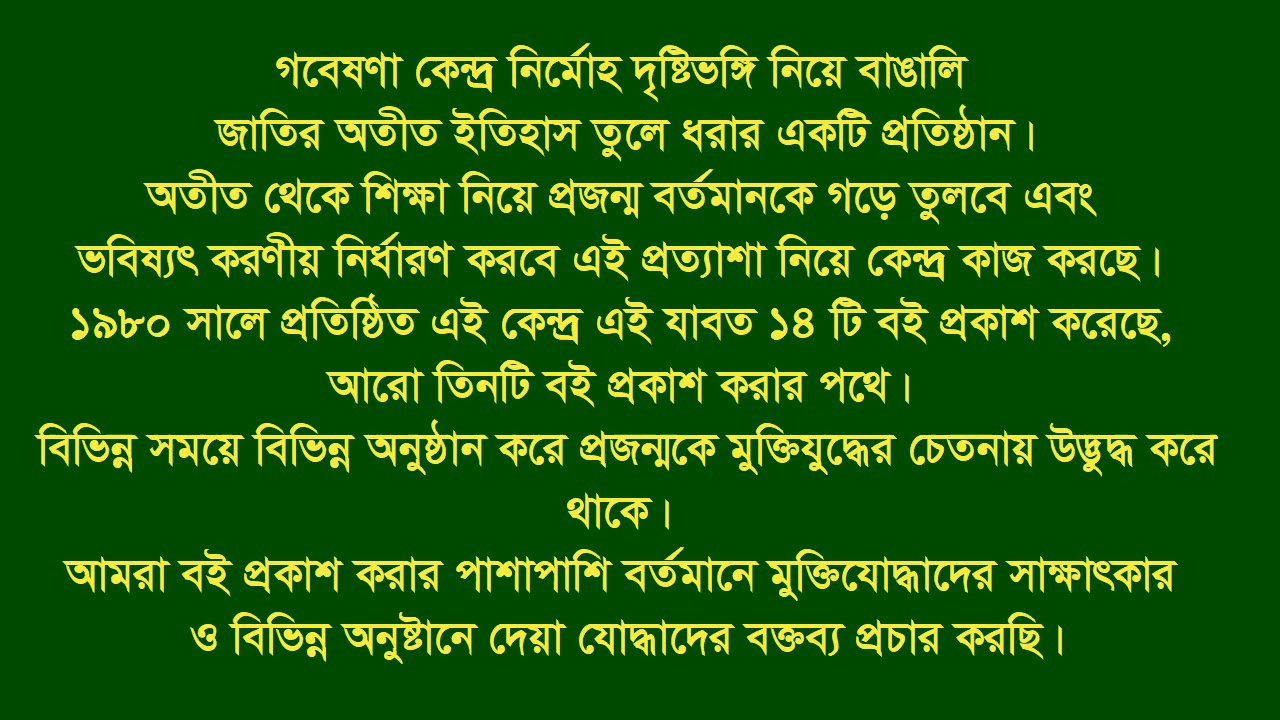 গবেষণা কেন্দ্র নির্মোহ দৃষ্টিভঙ্গি নিয়ে বাঙালি
জাতির অতীত ইতিহাস তুলে ধরার একটি প্রতিষ্ঠান।
অতীত থেকে শিক্ষা নিয়ে প্রজন্ম বর্তমানকে গড়ে তুলবে এবং
ভবিষ্যৎ করণীয় নির্ধারণ করবে এই প্রত্যাশা নিয়ে কেন্দ্র কাজ করছে।
১৯৮০ সালে প্রতিষ্ঠিত এই কেন্দ্র এই যাবত ১৪ টি বই প্রকাশ করেছে,
আরো তিনটি বই প্রকাশ করার পথে।
বিভিন্ন সময়ে বিভিন্ন অনুষ্ঠান করে প্রজন্মকে মুক্তিযুদ্ধের চেতনায় উদ্ভুদ্ধ করে
থাকে।
আমরা বই প্রকাশ করার পাশাপাশি বর্তমানে মুক্তিযোদ্ধাদের সাক্ষাৎকার
ও বিভিন্ন অনুষ্টানে দেয়া যোদ্ধাদের বক্তব্য প্রচার করছি।